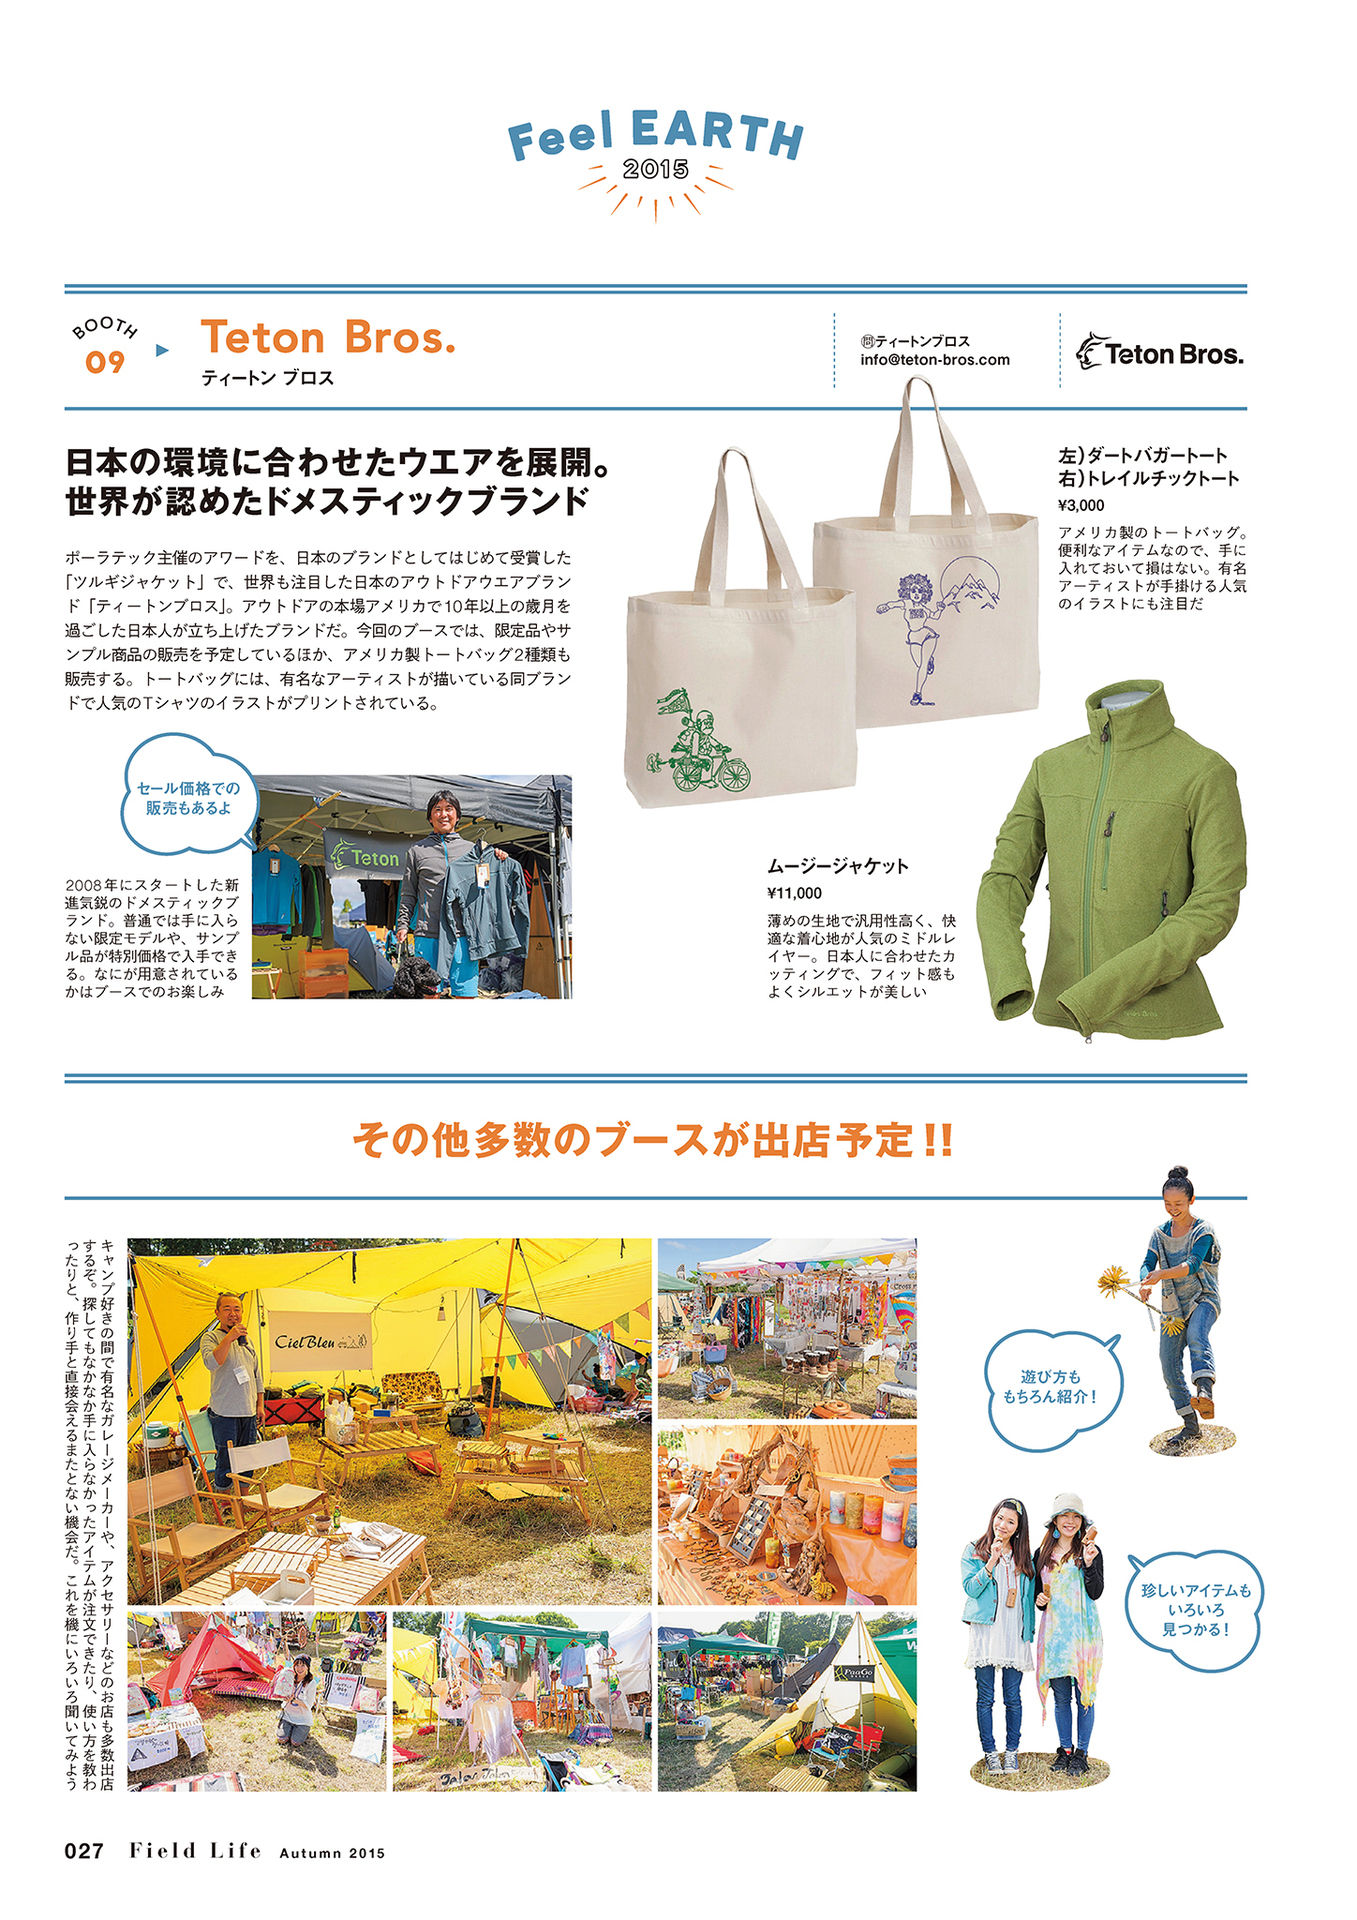 Feel EARTH
2015
BOOTH
09
Teton Bros.
ティートン ブロス
㉄ティートンブロス
info@teton-bros.com
Teton Bros.
日本の環境に合わせたウエアを展開。
世界が認めたドメスティックブランド
ポーラテック主催のアワードを、日本のブランドとしてはじめて受賞した
「ツルギジャケット」で、世界も注目した日本のアウトドアウエアブラン
ド「ティートンブロス」。アウトドアの本場アメリカで10年以上の歳月を
過ごした日本人が立ち上げたブランドだ。今回のブースでは、限定品やサ
ンプル商品の販売を予定しているほか、アメリカ製トートバッグ2種類も
販売する。トートバッグには、有名なアーティストが描いている同ブラン
ドで人気のTシャツのイラストがプリントされている。
左)ダートバガートート
右)トレイルチックトート
¥3,000
アメリカ製のトートバッグ。
便利なアイテムなので、手に
入れておいて損はない。有名
アーティストが手掛ける人気
のイラストにも注目だ
セール価格での
販売もあるよ
Teton
2008年にスタートした新
進気鋭のドメスティックブ
ランド。普通では手に入ら
ない限定モデルや、サンプ
ル品が特別価格で入手でき
る。なにが用意されている
かはブースでのお楽しみ
ムージージャケット
¥11,000
薄めの生地で汎用性高く、快
適な着心地が人気のミドルレ
イヤー。日本人に合わせたカ
ッティングで、フィット感も
よくシルエットが美しい
Teton Bros
その他多数のブースが出店予定!!
キャンプ好きの間で有名なガレージメーカーや、アクセサリーなどのお店も多数出店
するぞ。探してもなかなか手に入らなかったアイテムが注文できたり、使い方を教わ
ったりと、作り手と直接会えるまたとない機会だ。これを機にいろいろ聞いてみよう
CielBleu
PaaGo
遊び方も
もちろん紹介!
珍しいアイテムも
いろいろ
見つかる!
027 Field Life Autumn 2015